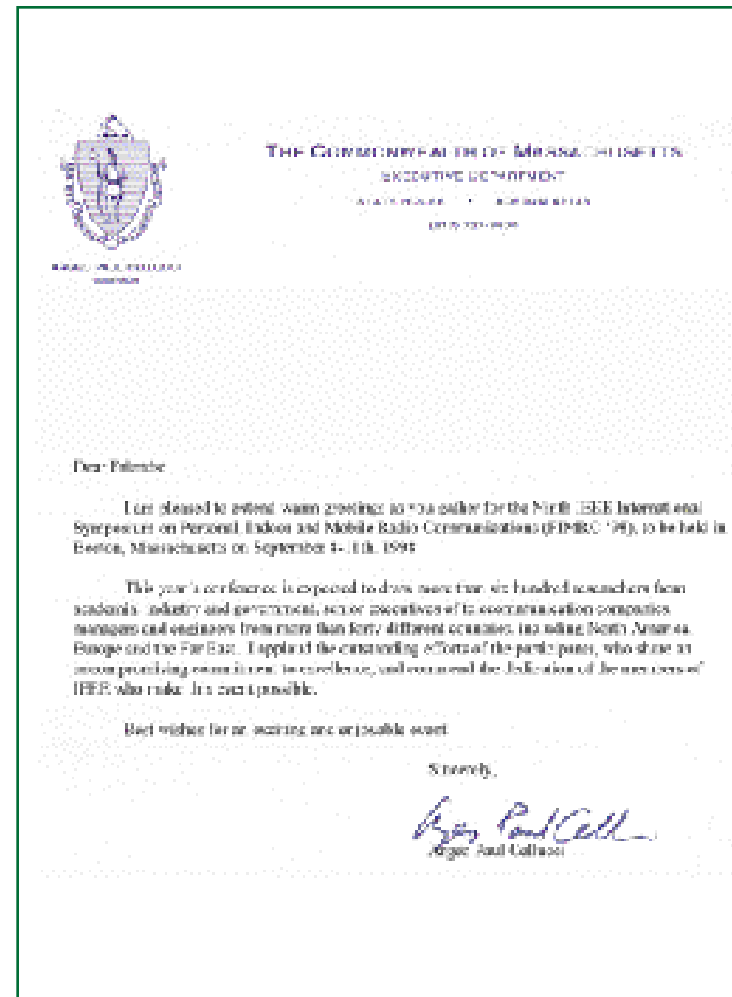 THE COMMONWEALTH OF MASSACHUSETTS
EXECUTIVE DEPARTMENT
STATE HOUSE •
GOVERNOR
Dear
I am pleased to extend warm greetings as you gather for the Ninth IEEE International
Symposium on Personal, Indoor and Mobile Radio Communications (PIMRC '98), to be held in
Boston, Massachusetts on September 8-11th, 1998
This year's conference is expected to draw more than six hundred researchers from
academia, industry and government, senior executives of telecommunication companies,
managers and engineers from more than forty different countries, including North America,
Europe and the Far East. I applaud the outstanding efforts of the participants, who share an
uncompromising commitment to excellence, and commend the dedication of the members of
IEEE who make this event possible.
Best wishes for an exciting and enjoyable event
Sincerely,
Argeo Paul Cellucci